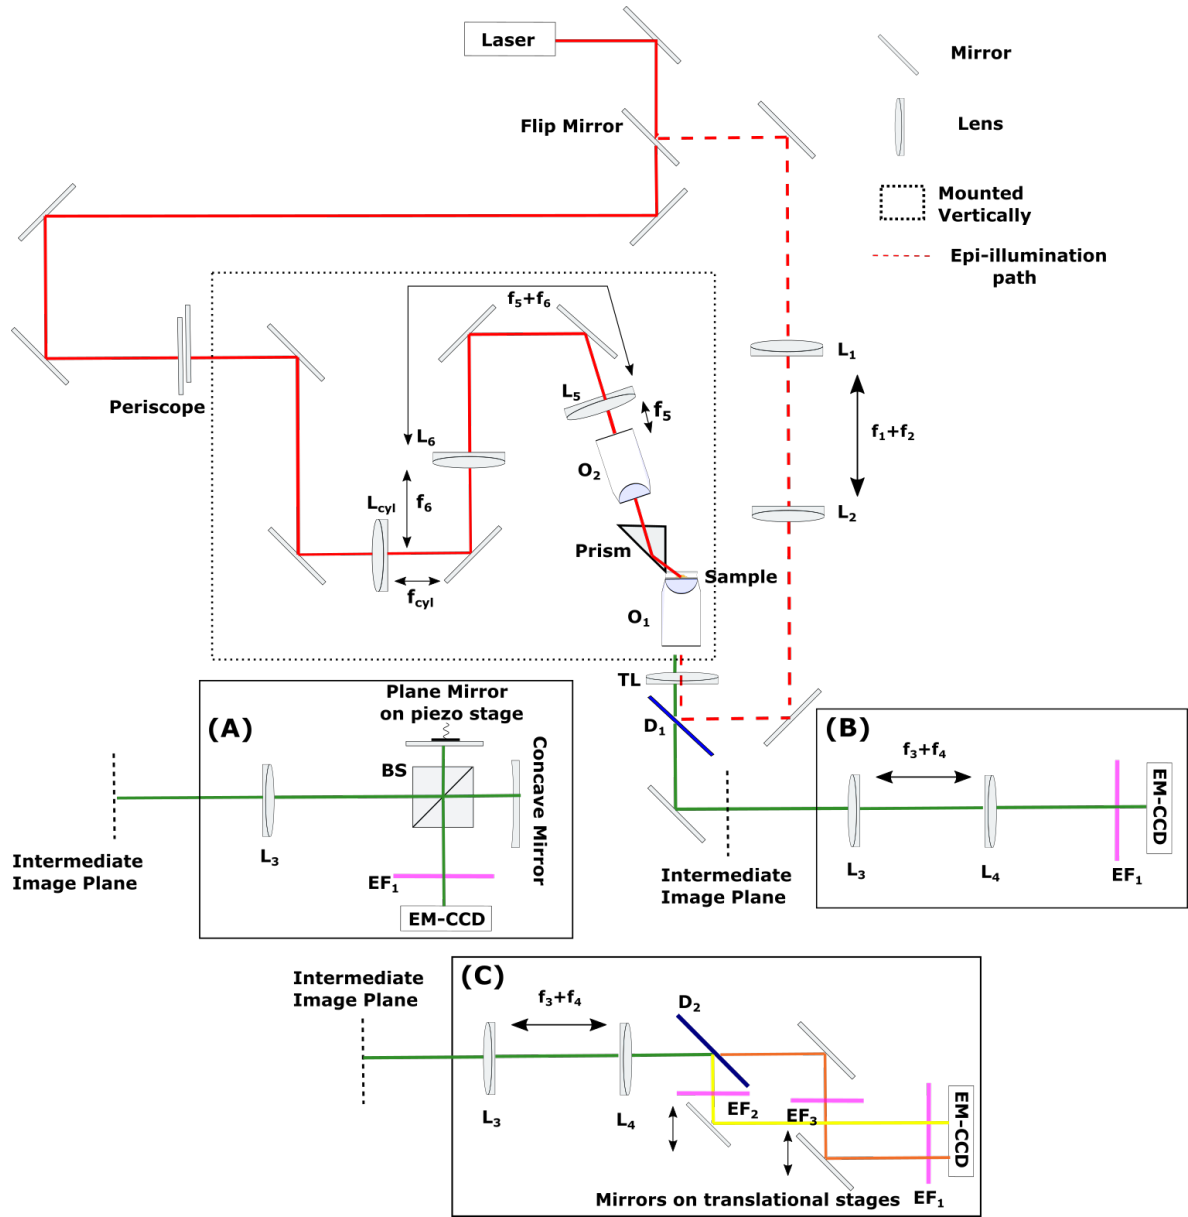 Laser
Mirror
Flip Mirror
Lens
Mounted
Vertically
Epi-illumination
path
f₅+f₆
L₁
Periscope
L₅
f₅
f₁+f₂
L₆
O₂
Lcyl
f₆
L₂
Prism
Sample
fcyl
O₁
TL
D₁
(A)
Plane Mirror
on piezo stage
BS
Concave Mirror
L₃
Intermediate
Image Plane
EF₁
EM-CCD
Intermediate
Image Plane
(B)
f₃+f₄
EM-CCD
L₃
L₄
EF₁
Intermediate
Image Plane
(C)
f₃+f₄
D₂
L₃
L₄
EF₂
EF₃
EM-CCD
Mirrors on translational stages
EF₁